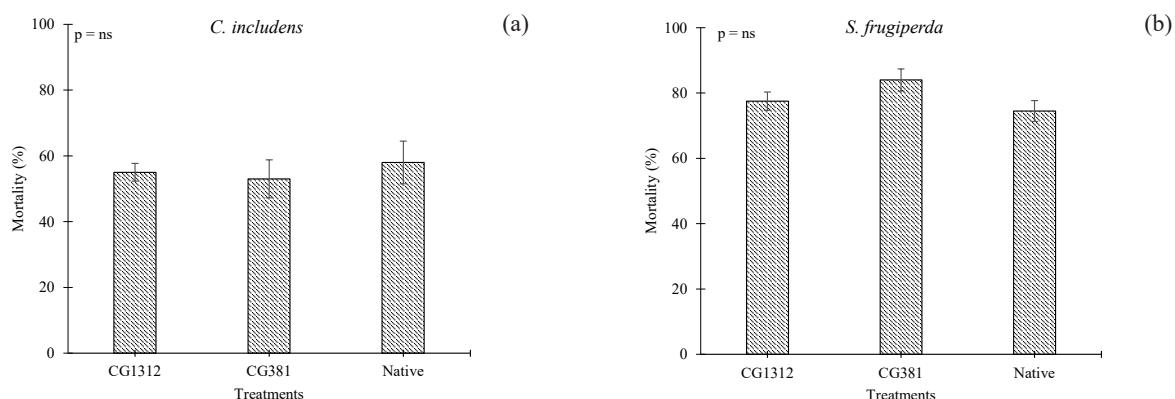 C. includens
(a)
p = ns
100
80
60
40
20
0
Mortality (%)
CG1312 CG381 Native
Treatments
S. frugiperda
(b)
p = ns
100
80
60
40
20
0
Mortality (%)
CG1312 CG381 Native
Treatments